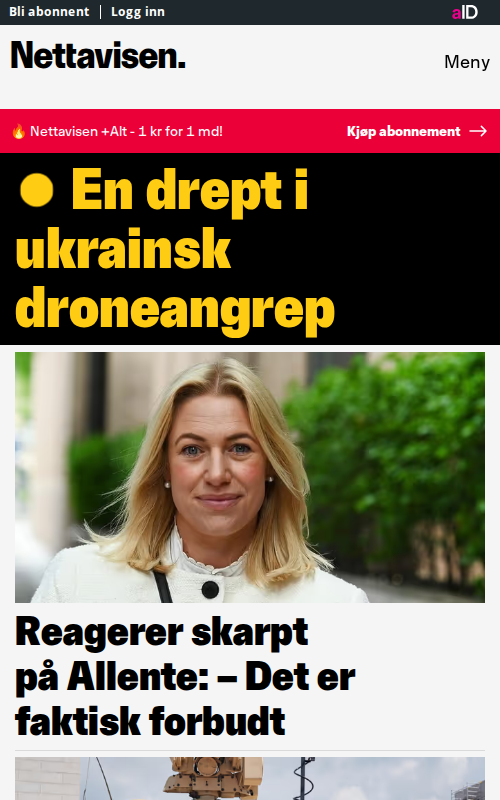 Bli abonnent | Logg inn
aID
Nettavisen.
Meny
🔥 Nettavisen +Alt - 1 kr for 1 md!
Kjøp abonnement →
En drept i
ukrainsk
droneangrep
Reagerer skarpt
på Allente: – Det er
faktisk forbudt